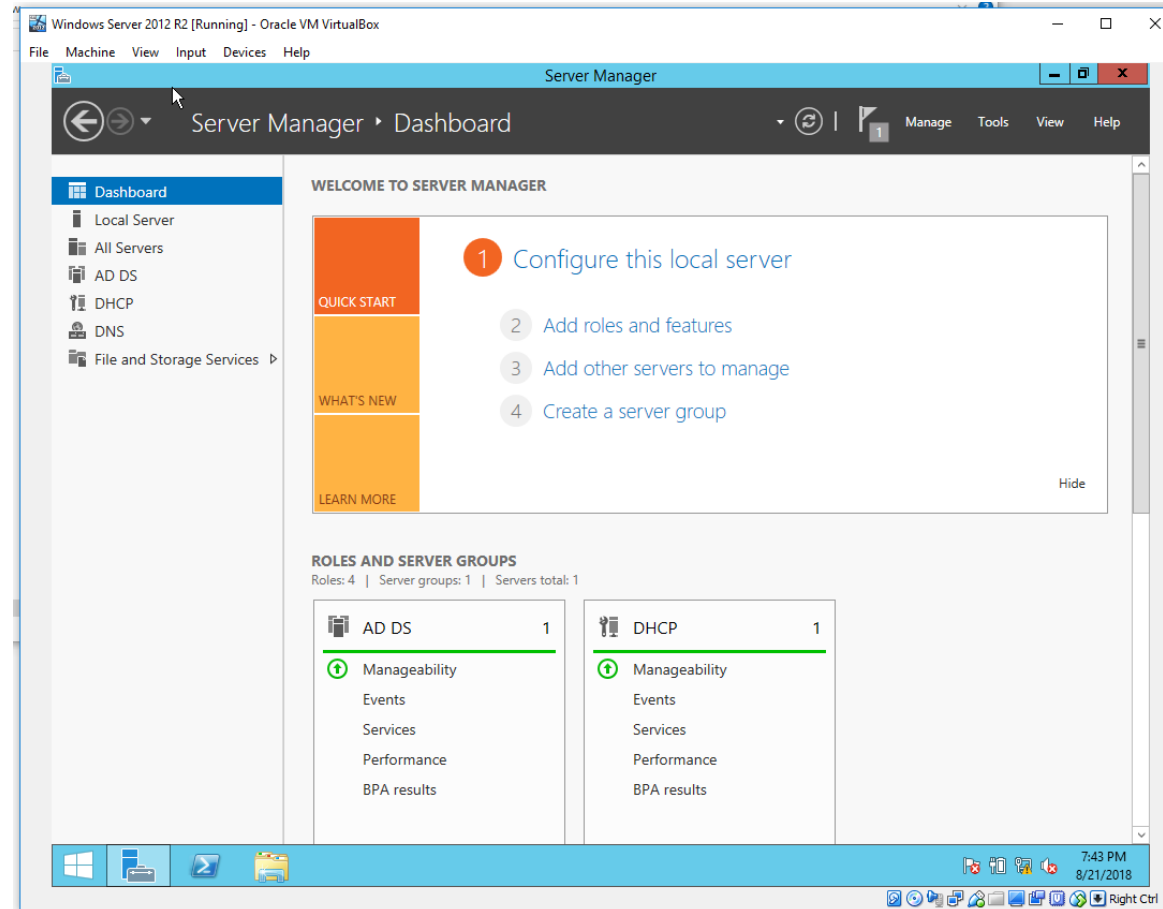 Windows Server 2012 R2 [Running] - Oracle VM VirtualBox
File Machine View Input Devices Help
Server Manager
Server Manager ‣ Dashboard
1 Manage Tools View Help
Dashboard
Local Server
All Servers
AD DS
DHCP
DNS
File and Storage Services
WELCOME TO SERVER MANAGER
QUICK START
WHAT'S NEW
LEARN MORE
1 Configure this local server
2 Add roles and features
3 Add other servers to manage
4 Create a server group
Hide
ROLES AND SERVER GROUPS
Roles: 4 | Server groups: 1 | Servers total: 1
AD DS 1
Manageability
Events
Services
Performance
BPA results
DHCP 1
Manageability
Events
Services
Performance
BPA results
7:43 PM
8/21/2018
Right Ctrl